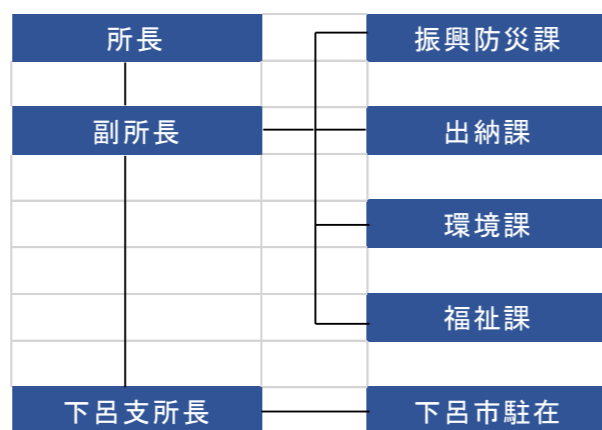 所長
振興防災課
副所長
出納課
環境課
福祉課
下呂支所長
下呂市駐在